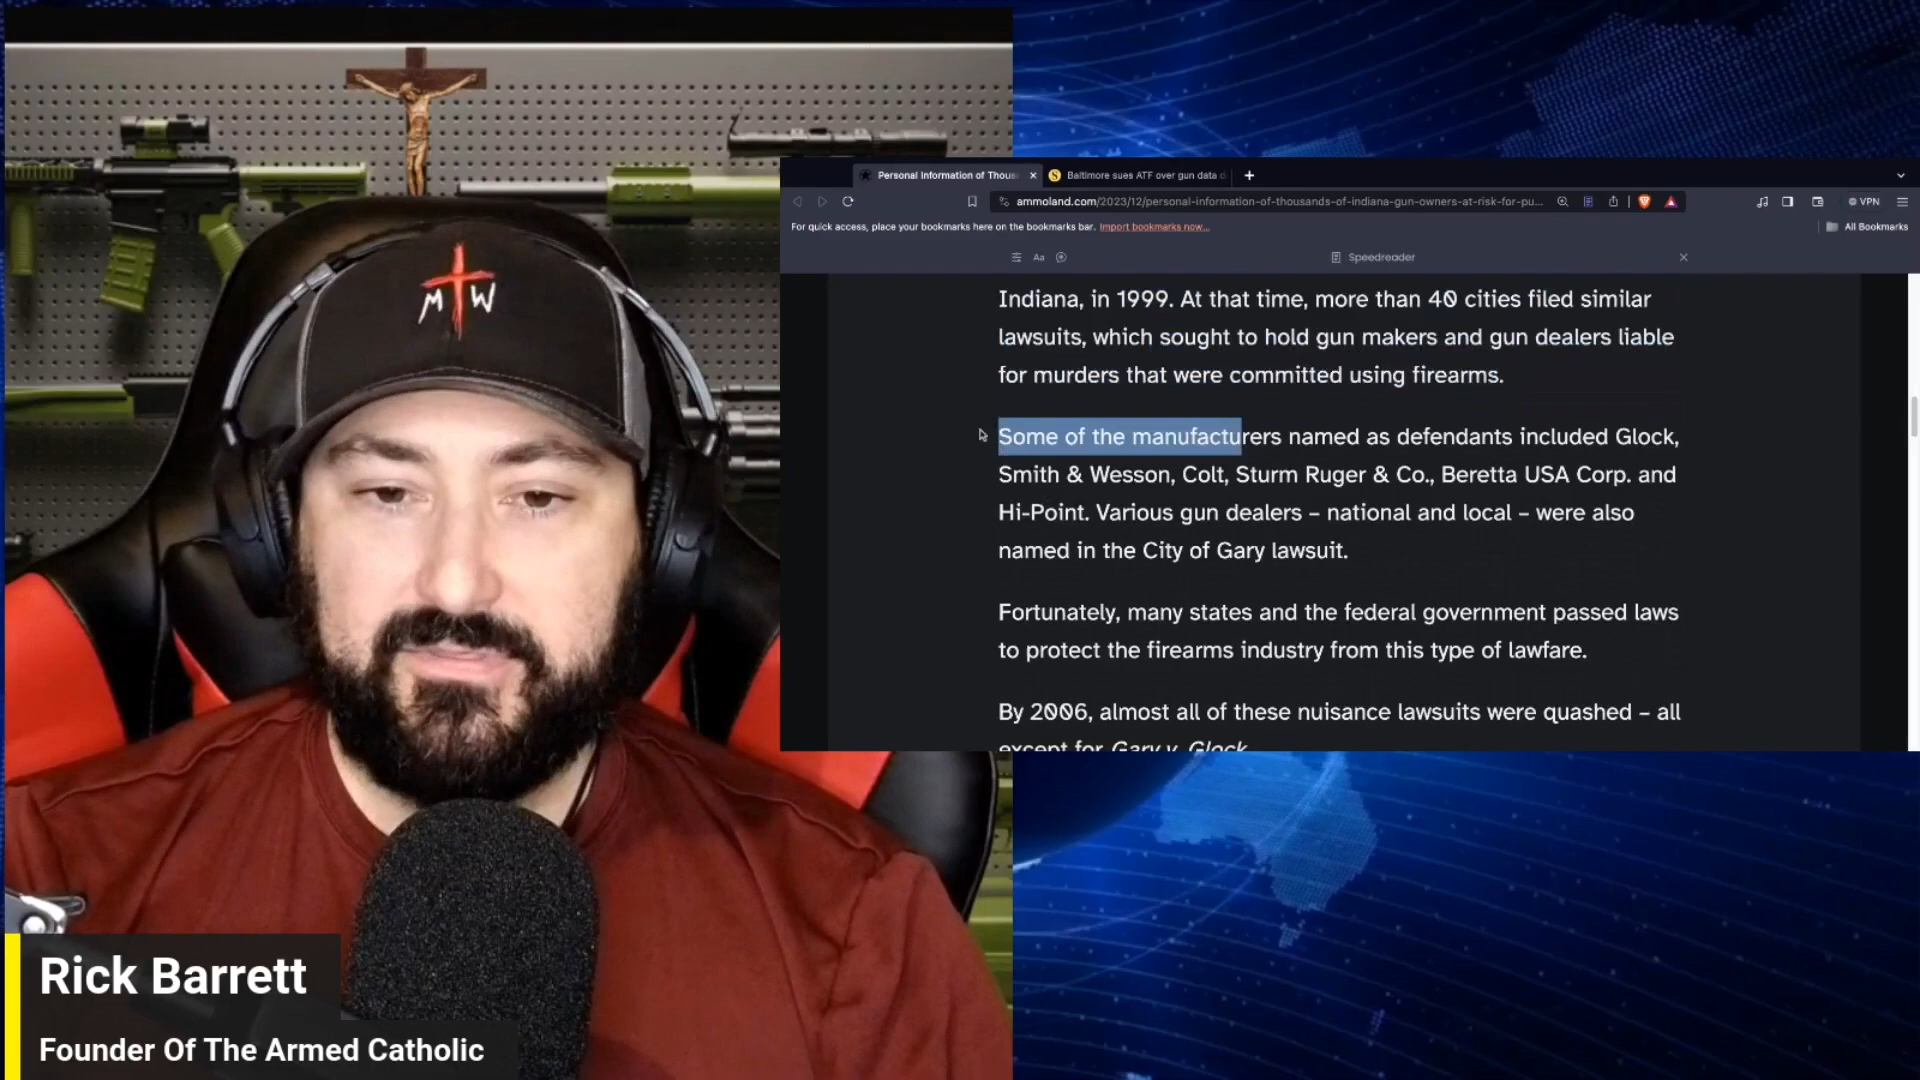 M W
Rick Barrett
Founder Of The Armed Catholic
Personal Information of Thous
Baltimore sues ATF over gun data d
ammoland.com/2023/12/personal-information-of-thousands-of-indiana-gun-owners-at-risk-for-pu...
VPN
For quick access, place your bookmarks here on the bookmarks bar. Import bookmarks now...
All Bookmarks
Aa
Speedreader
Indiana, in 1999. At that time, more than 40 cities filed similar
lawsuits, which sought to hold gun makers and gun dealers liable
for murders that were committed using firearms.
Some of the manufacturers named as defendants included Glock,
Smith & Wesson, Colt, Sturm Ruger & Co., Beretta USA Corp. and
Hi-Point. Various gun dealers – national and local – were also
named in the City of Gary lawsuit.
Fortunately, many states and the federal government passed laws
to protect the firearms industry from this type of lawfare.
By 2006, almost all of these nuisance lawsuits were quashed – all
except for Gary v. Glock